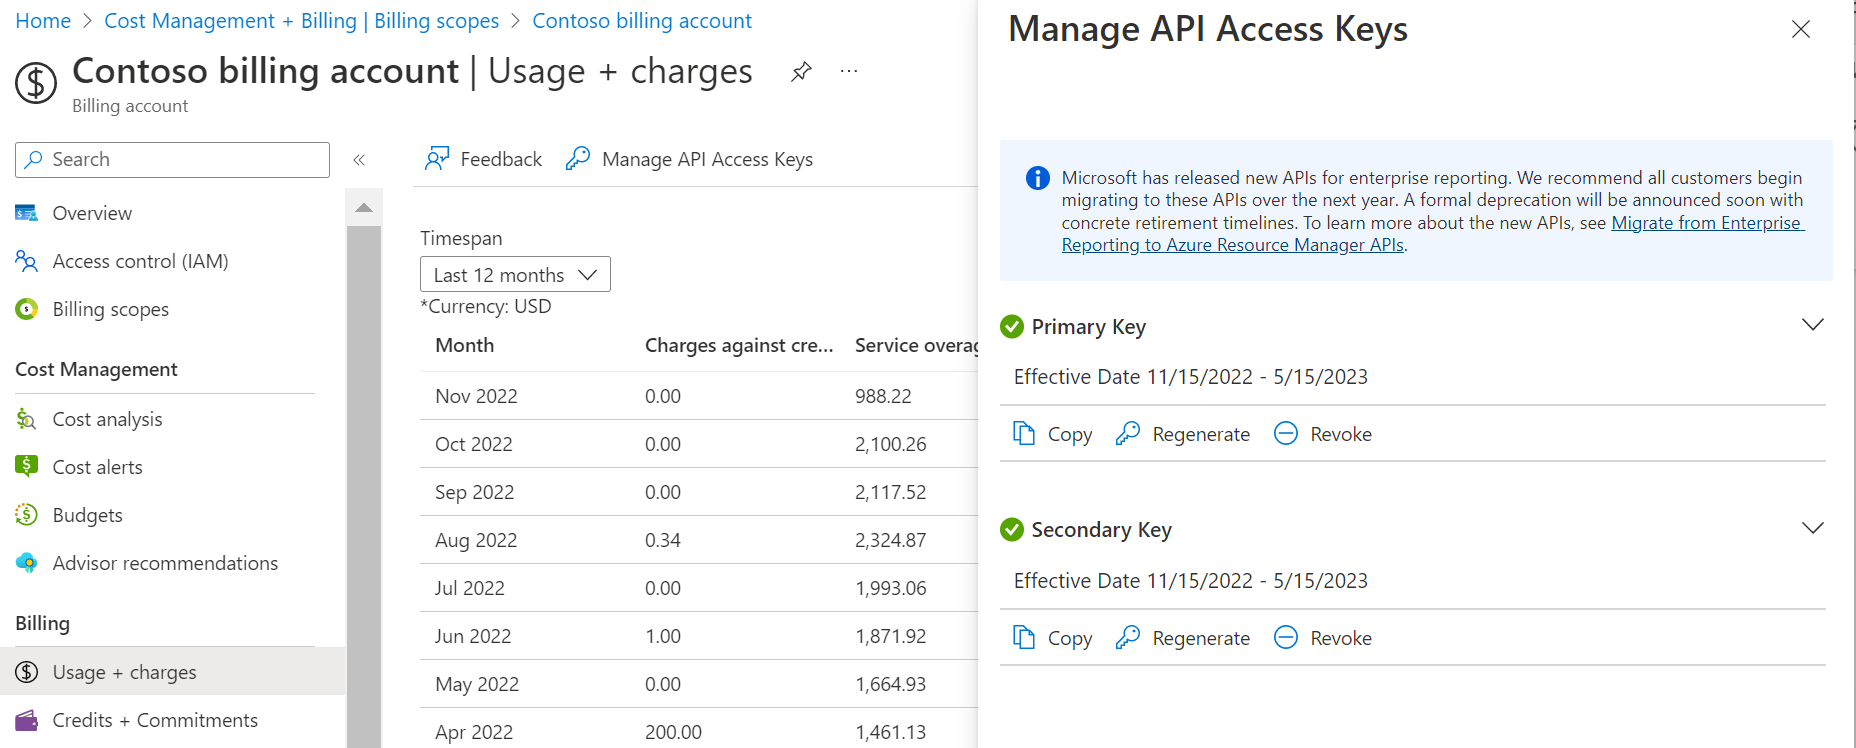 Home > Cost Management + Billing | Billing scopes > Contoso billing account
Contoso billing account | Usage + charges ...
Billing account
Search
«
Overview
Access control (IAM)
Billing scopes
Cost Management
Cost analysis
Cost alerts
Budgets
Advisor recommendations
Billing
Usage + charges
Credits + Commitments
Feedback
Manage API Access Keys
Timespan
Last 12 months
*Currency: USD
Month Charges against cre...
Service
Nov 2022 0.00 988.22
Oct 2022 0.00 2,100.26
Sep 2022 0.00 2,117.52
Aug 2022 0.34 2,324.87
Jul 2022 0.00 1,993.06
Jun 2022 1.00 1,871.92
May 2022 0.00 1,664.93
Apr 2022 200.00 1,461.13
Manage API Access Keys
Microsoft has released new APIs for enterprise reporting. We recommend all customers begin
migrating to these APIs over the next year. A formal deprecation will be announced soon with
concrete retirement timelines. To learn more about the new APIs, see Migrate from Enterprise
Reporting to Azure Resource Manager APIs.
Primary Key
Effective Date 11/15/2022 - 5/15/2023
Copy Regenerate Revoke
Secondary Key
Effective Date 11/15/2022 - 5/15/2023
Copy Regenerate Revoke